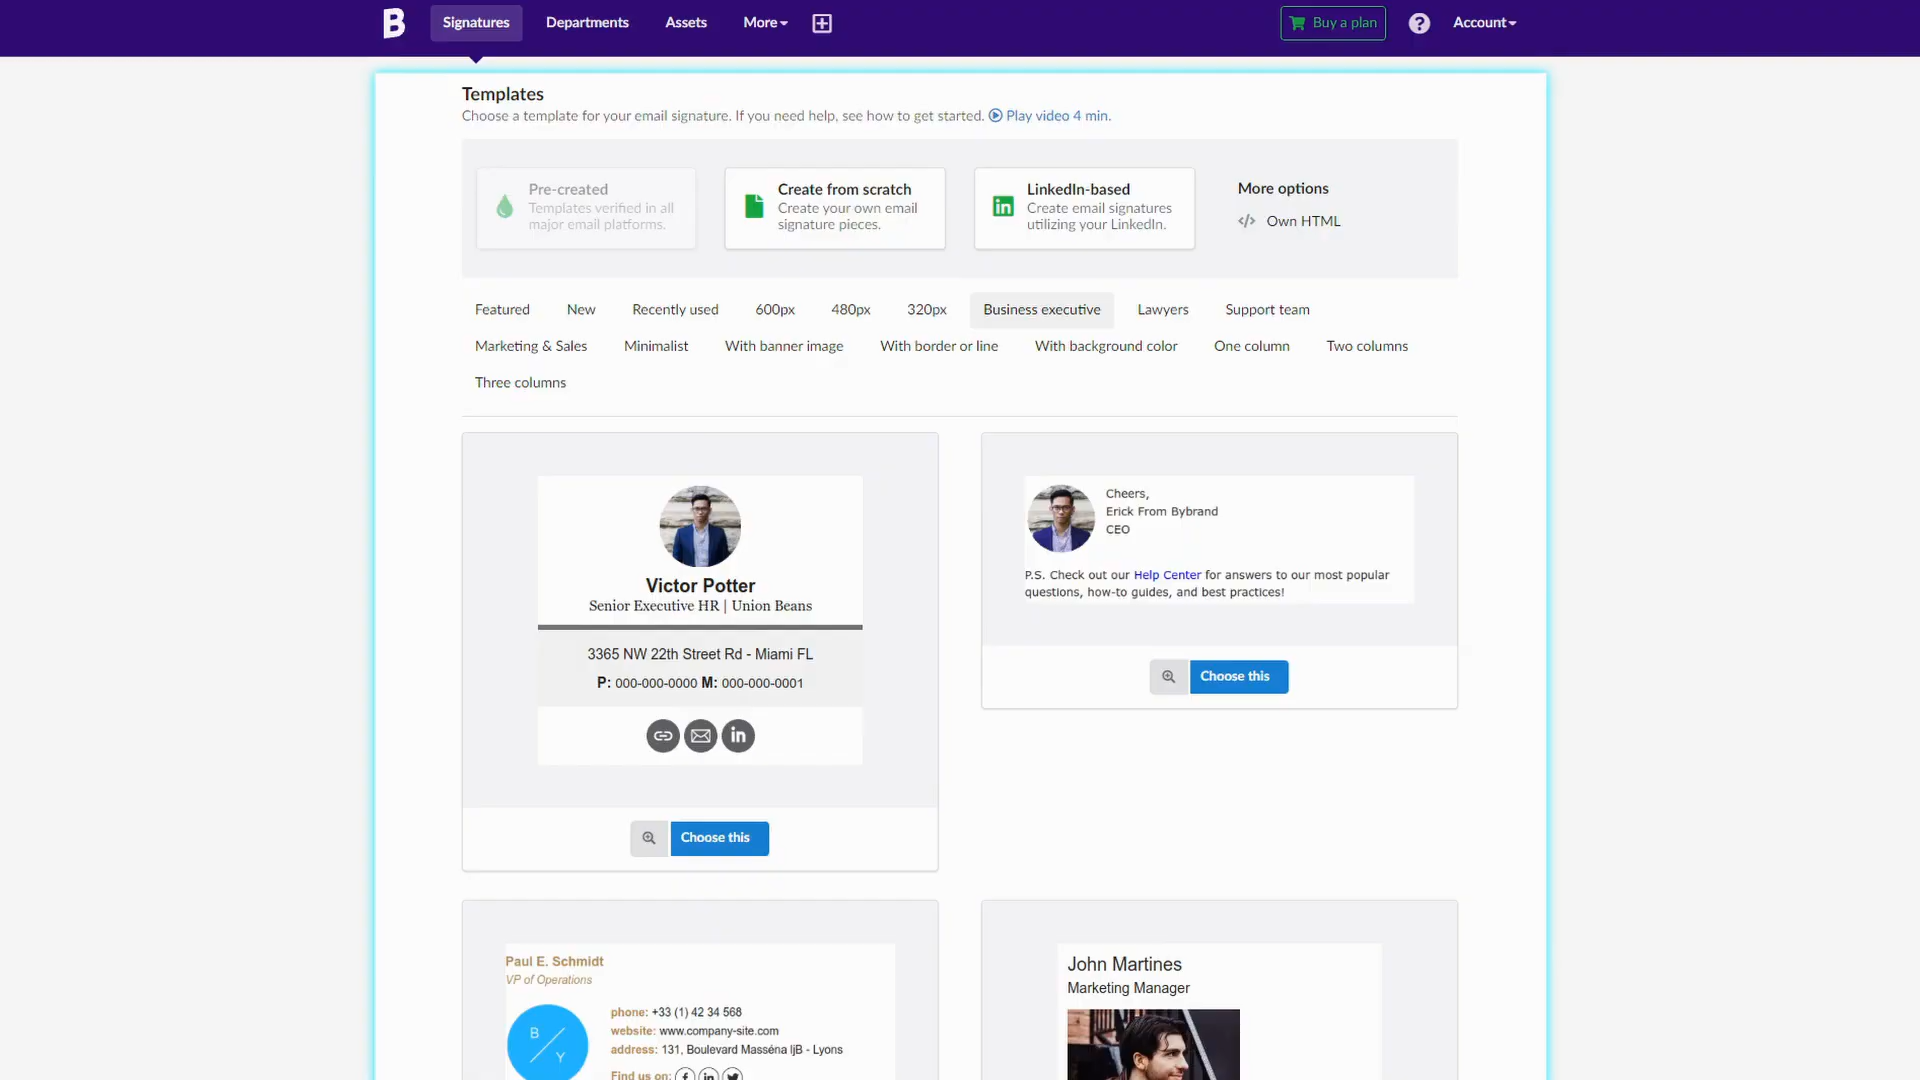 B
Signatures
Departments
Assets
More
Buy a plan
?
Account
Templates
Choose a template for your email signature. If you need help, see how to get started. Play video 4 min.
Pre-created
Templates verified in all
major email platforms.
Create from scratch
Create your own email
signature pieces.
in
LinkedIn-based
Create email signatures
utilizing your LinkedIn.
More options
</> Own HTML
Featured
New
Recently used
600px
480px
320px
Business executive
Lawyers
Support team
Marketing & Sales
Minimalist
With banner image
With border or line
With background color
One column
Two columns
Three columns
Victor Potter
Senior Executive HR | Union Beans
3365 NW 22th Street Rd - Miami FL
P: 000-000-0000 M: 000-000-0001
in
Choose this
Cheers,
Erick From Bybrand
CEO
P.S. Check out our Help Center for answers to our most popular
questions, how-to guides, and best practices!
Choose this
Paul E. Schmidt
VP of Operations
B
Y
phone: +33 (1) 42 34 568
website: www.company-site.com
address: 131, Boulevard Masséna ljB - Lyons
Find us on: f in
John Martines
Marketing Manager